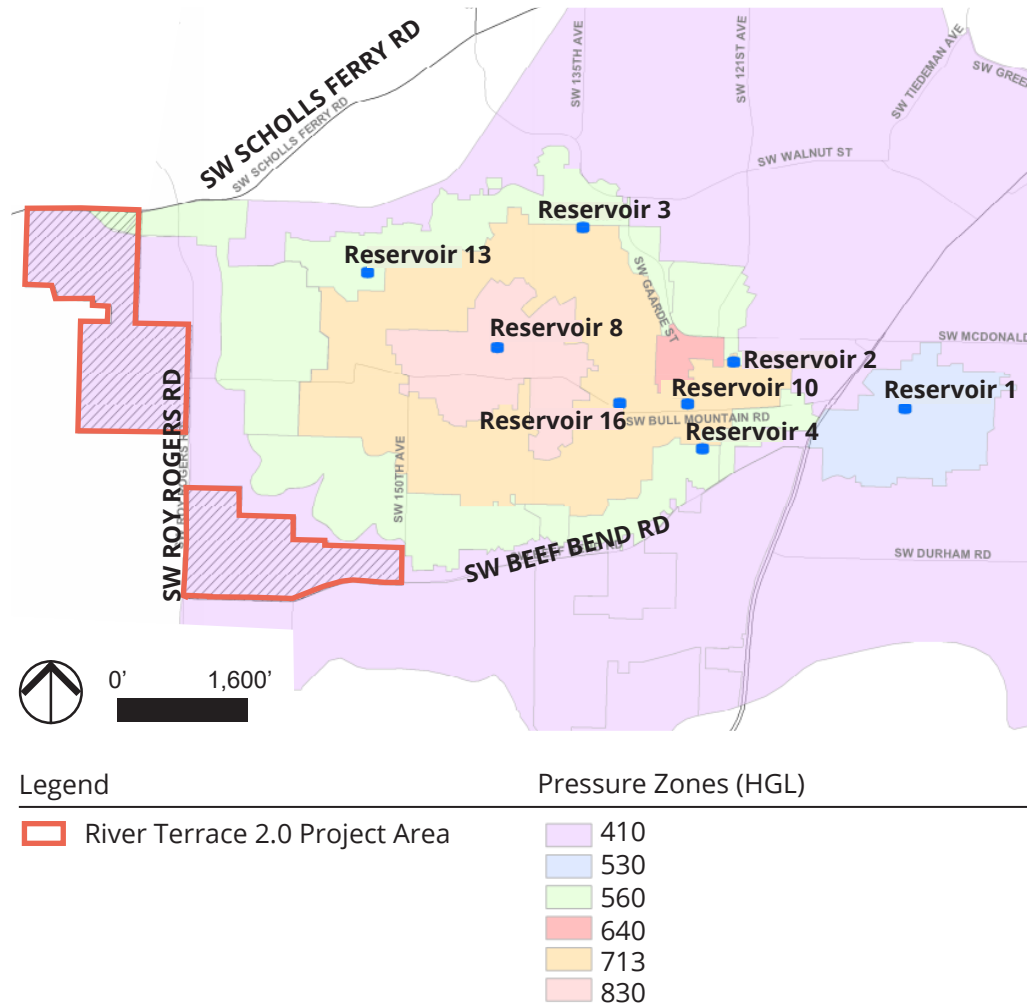 SW SCHOLLS FERRY RD
SW SCHOLLS FERRY RD
SW 135TH AVE
SW 121ST AVE
SW TIEDEMAN AVE
SW GREE
SW WALNUT ST
Reservoir 3
Reservoir 13
SW GAARDE ST
Reservoir 8
SW MCDONALD
Reservoir 2
Reservoir 10
Reservoir 1
Reservoir 16
SW BULL MOUNTAIN RD
Reservoir 4
SW ROY ROGERS RD
SW 150TH AVE
SW BEEF BEND RD
SW DURHAM RD
0’ 1,600’
Legend
River Terrace 2.0 Project Area
Pressure Zones (HGL)
410
530
560
640
713
830